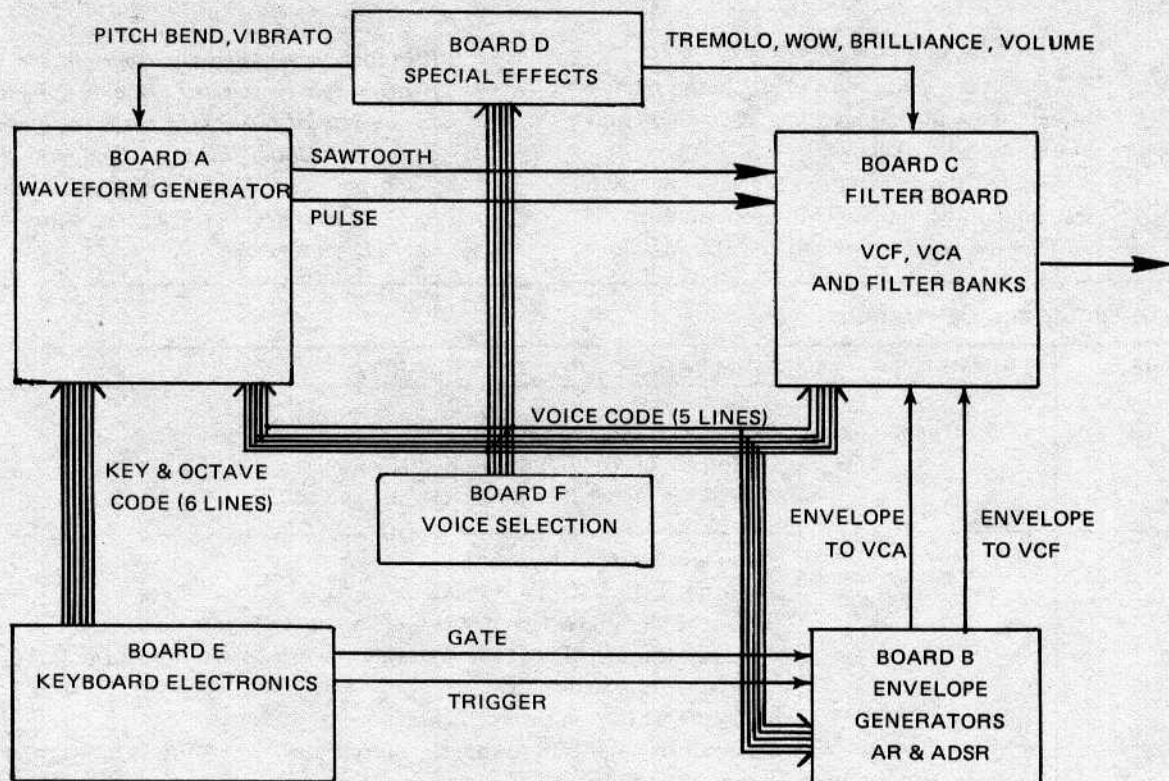 PITCH BEND,VIBRATO
BOARD D
SPECIAL EFFECTS
TREMOLO, WOW, BRILLIANCE, VOLUME
BOARD A
WAVEFORM GENERATOR
SAWTOOTH
PULSE
BOARD C
FILTER BOARD
VCF, VCA
AND FILTER BANKS
VOICE CODE (5 LINES)
KEY & OCTAVE
CODE (6 LINES)
BOARD F
VOICE SELECTION
ENVELOPE
TO VCA
ENVELOPE
TO VCF
BOARD E
KEYBOARD ELECTRONICS
GATE
TRIGGER
BOARD B
ENVELOPE
GENERATORS
AR & ADSR